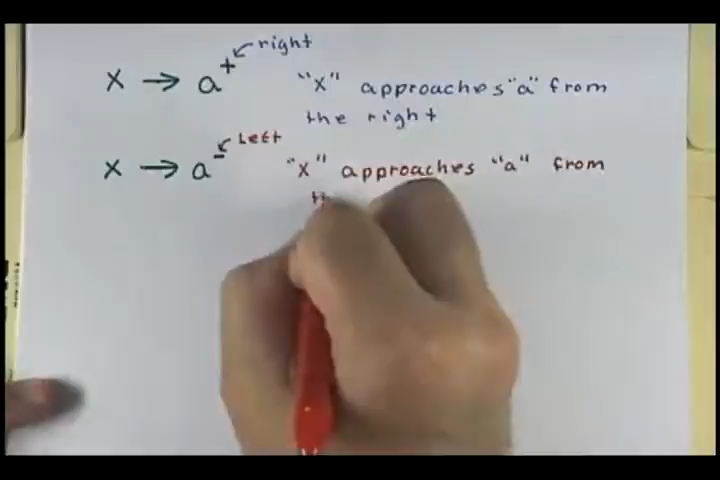 right
x → a⁺ "x" approaches "a" from
the right
Left
x → a⁻ "x" approaches "a" from